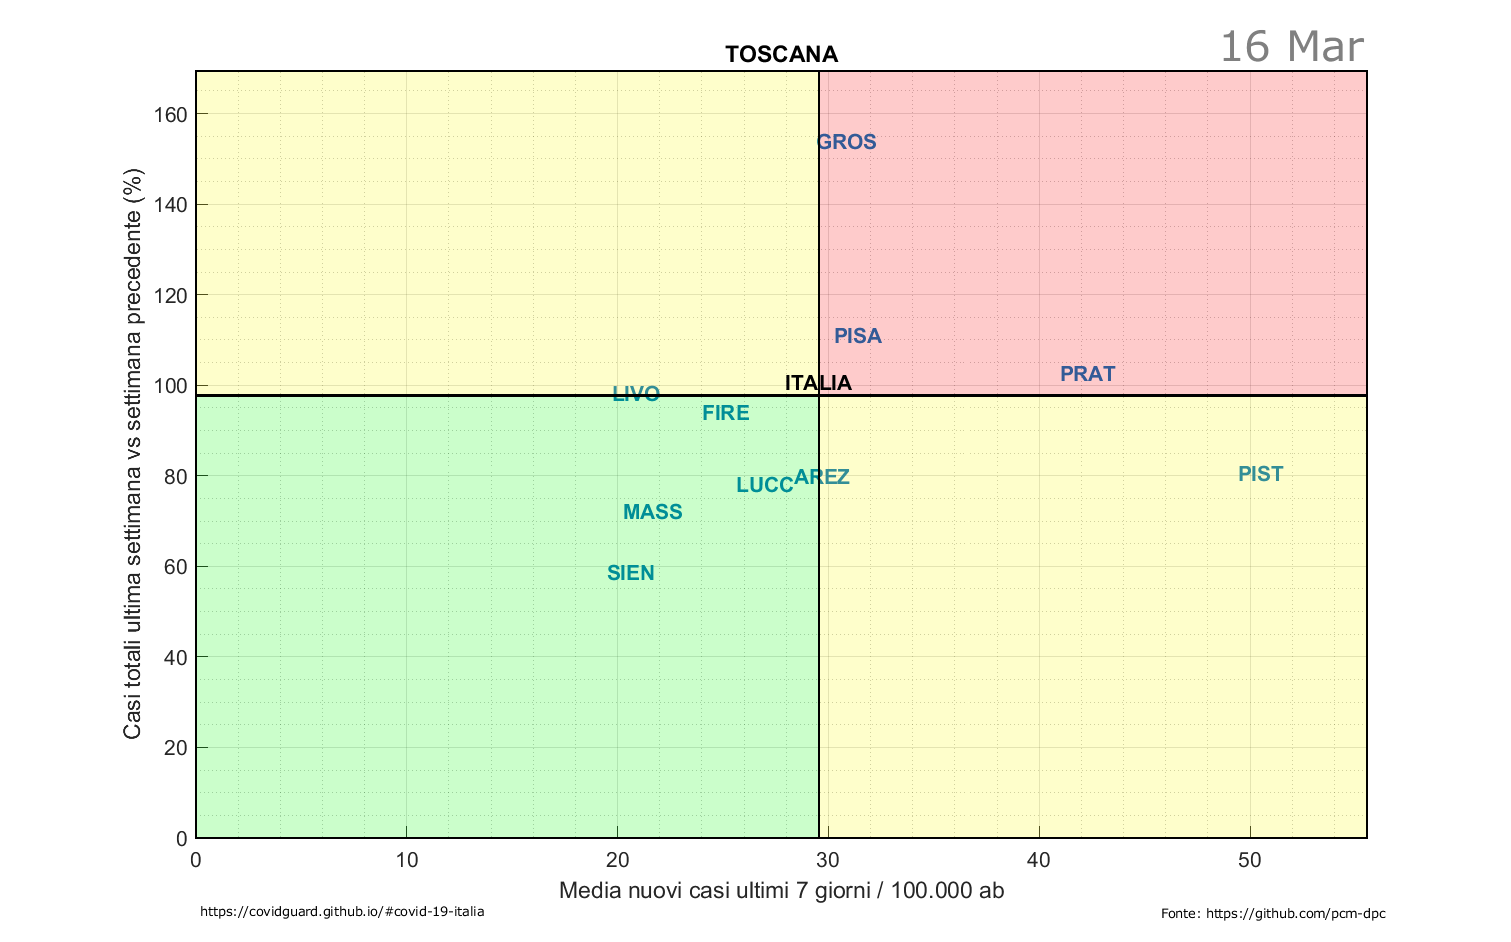 16 Mar
TOSCANA
160
140
120
100
80
60
40
20
0
Casi totali ultima settimana vs settimana precedente (%)
GROS
PISA
PRAT
ITALIA
LIVO
FIRE
PIST
AREZ
LUCC
MASS
SIEN
0 10 20 30 40 50
Media nuovi casi ultimi 7 giorni / 100.000 ab
https://covidguard.github.io/#covid-19-italia
Fonte: https://github.com/pcm-dpc